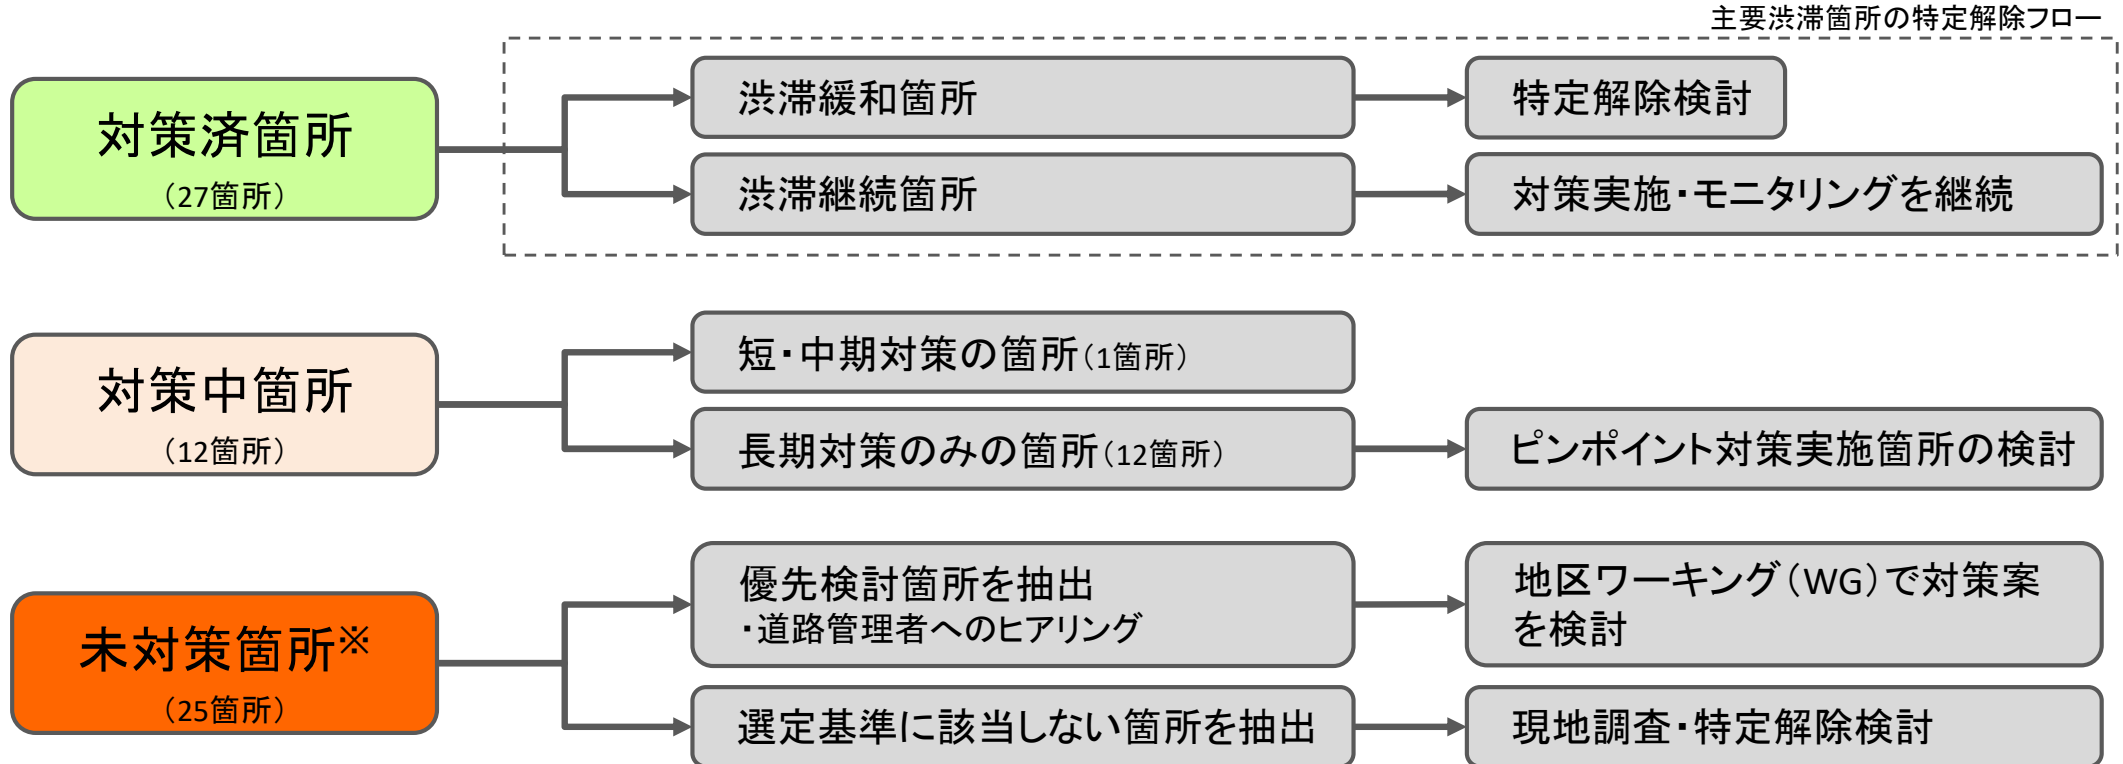 主要渋滞箇所の特定解除フロー
対策済箇所
（27箇所）
渋滞緩和箇所
特定解除検討
渋滞継続箇所
対策実施・モニタリングを継続
対策中箇所
（12箇所）
短・中期対策の箇所（1箇所）
長期対策のみの箇所（12箇所）
ピンポイント対策実施箇所の検討
未対策箇所※
（25箇所）
優先検討箇所を抽出
・道路管理者へのヒアリング
地区ワーキング（WG）で対策案
を検討
選定基準に該当しない箇所を抽出
現地調査・特定解除検討